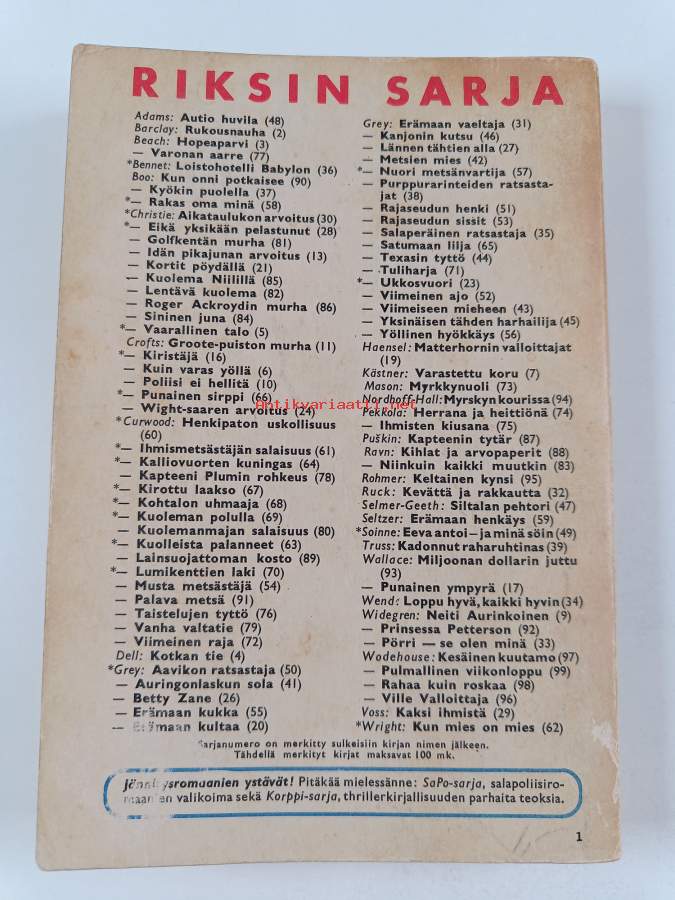 RIKSIN SARJA
Adams: Autio huvila (48)
Barclay: Rukousnauha (2)
Beach: Hopeaparvi (3)
— Varonan aarre (77)
*Bennet: Loistohotelli Babylon (36)
Boo: Kun onni potkaisee (90)
— Kyökin puolella (37)
*— Rakas oma minä (58)
*Christie: Aikataulukon arvoitus (30)
*— Eikä yksikään pelastunut (28)
— Golfkentän murha (81)
— Idän pikajunan arvoitus (13)
— Kortit pöydällä (21)
— Kuolema Niilillä (85)
— Lentävä kuolema (82)
— Roger Ackroydin murha (86)
— Sininen juna (84)
*— Vaarallinen talo (5)
Crofts: Groote-puiston murha (11)
*— Kiristäjä (16)
— Kuin varas yöllä (6)
— Poliisi ei hellitä (10)
*— Punainen sirppi (66)
— Wight-saaren arvoitus (24)
*Curwood: Henkipaton uskollisuus
(60)
*— Ihmismetsästäjän salaisuus (61)
*— Kalliovuorten kuningas (64)
— Kapteeni Plumin rohkeus (78)
*— Kirottu laakso (67)
*— Kohtalon uhmaaja (68)
*— Kuoleman polulla (69)
— Kuolemanmajan salaisuus (80)
*— Kuolleista palanneet (63)
— Lainsuojattoman kosto (89)
*— Lumikenttien laki (70)
— Musta metsästäjä (54)
— Palava metsä (91)
— Taistelujen tyttö (76)
— Vanha valtatie (79)
— Viimeinen raja (72)
Dell: Kotkan tie (4)
*Grey: Aavikon ratsastaja (50)
— Auringonlaskun sola (41)
— Betty Zane (26)
— Erämaan kukka (55)
— Erämaan kultaa (20)
Grey: Erämaan vaeltaja (31)
— Kanjonin kutsu (46)
— Lännen tähtien alla (27)
— Metsien mies (42)
*— Nuori metsänvartija (57)
— Purppurarinteiden ratsasta-
jat (38)
— Rajaseudun henki (51)
— Rajaseudun sissit (53)
— Salaperäinen ratsastaja (35)
— Satumaan lilja (65)
— Texasin tyttö (44)
— Tuliharja (71)
*— Ukkosvuori (23)
— Viimeinen ajo (52)
— Viimeiseen mieheen (43)
— Yksinäisen tähden harhailija (45)
— Yöllinen hyökkäys (56)
Haensel: Matterhornin valloittajat
(19)
Kästner: Varastettu koru (7)
Mason: Myrkkynuoli (73)
Nordhoff-Hall: Myrskyn kourissa (94)
Pekkola: Herrana ja heittiönä (74)
— Ihmisten kiusana (75)
Puškin: Kapteenin tytär (87)
Ravn: Kihlat ja arvopaperit (88)
— Niinkuin kaikki muutkin (83)
Rohmer: Keltainen kynsi (95)
Ruck: Kevättä ja rakkautta (32)
Selmer-Geeth: Siltalan pehtori (47)
Seltzer: Erämaan henkäys (59)
*Soinne: Eeva antoi — ja minä söin (49)
Truss: Kadonnut raharuhtinas (39)
Wallace: Miljoonan dollarin juttu
(93)
— Punainen ympyrä (17)
Wend: Loppu hyvä, kaikki hyvin (34)
Widegren: Neiti Aurinkoinen (9)
— Prinsessa Petterson (92)
— Pörri — se olen minä (33)
Wodehouse: Kesäinen kuutamo (97)
— Pulmallinen viikonloppu (99)
— Rahaa kuin roskaa (98)
— Ville Valloittaja (96)
Voss: Kaksi ihmistä (29)
*Wright: Kun mies on mies (62)
Antikvariaatti.net
Sarjanumero on merkitty sulkeisiin kirjan nimen jälkeen.
Tähdellä merkityt kirjat maksavat 100 mk.
Jännitysromaanien ystävät! Pitäkää mielessänne: SaPo-sarja, salapoliisiro-
maanien valikoima sekä Korppi-sarja, thrillerkirjallisuuden parhaita teoksia.
1